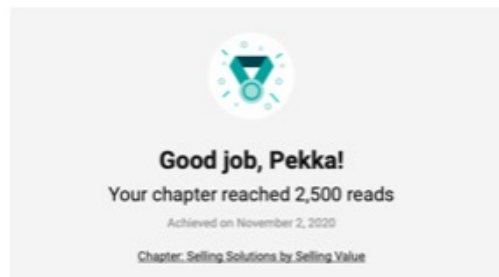 Good job, Pekka!
Your chapter reached 2,500 reads
Achieved on November 2, 2020
Chapter: Selling Solutions by Selling Value